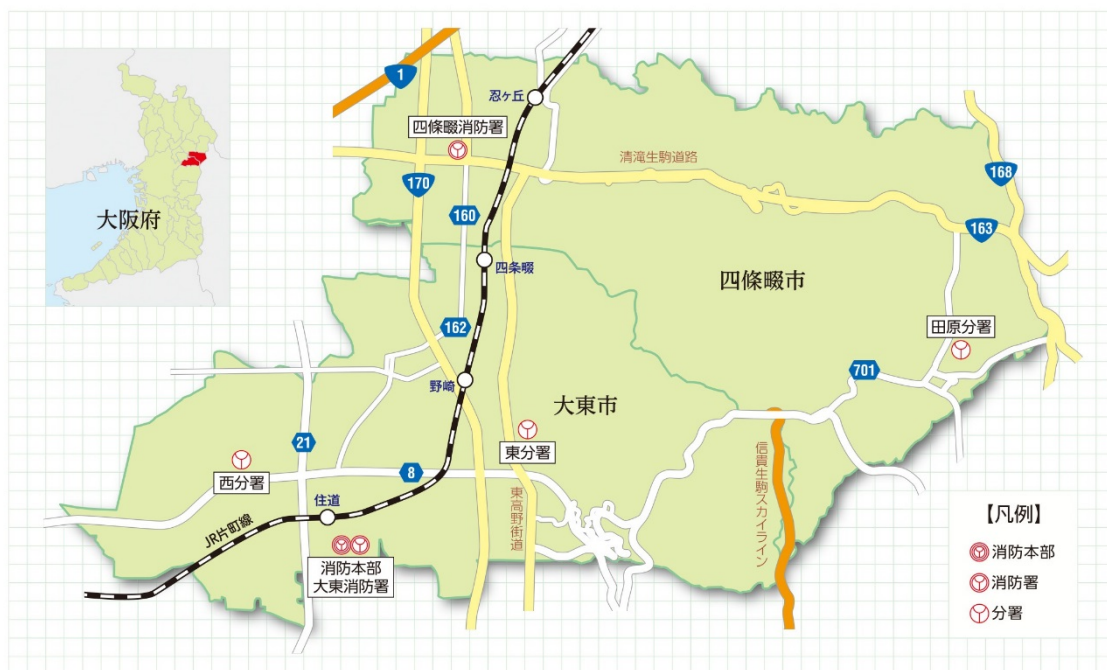 大阪府
1
忍ヶ丘
四條畷消防署
清滝生駒道路
170
168
160
163
四条畷
四條畷市
162
田原分署
野崎
701
大東市
21
東分署
西分署
8
信貴生駒スカイライン
東高野街道
住道
JR片町線
消防本部
大東消防署
【凡例】
消防本部
消防署
分署